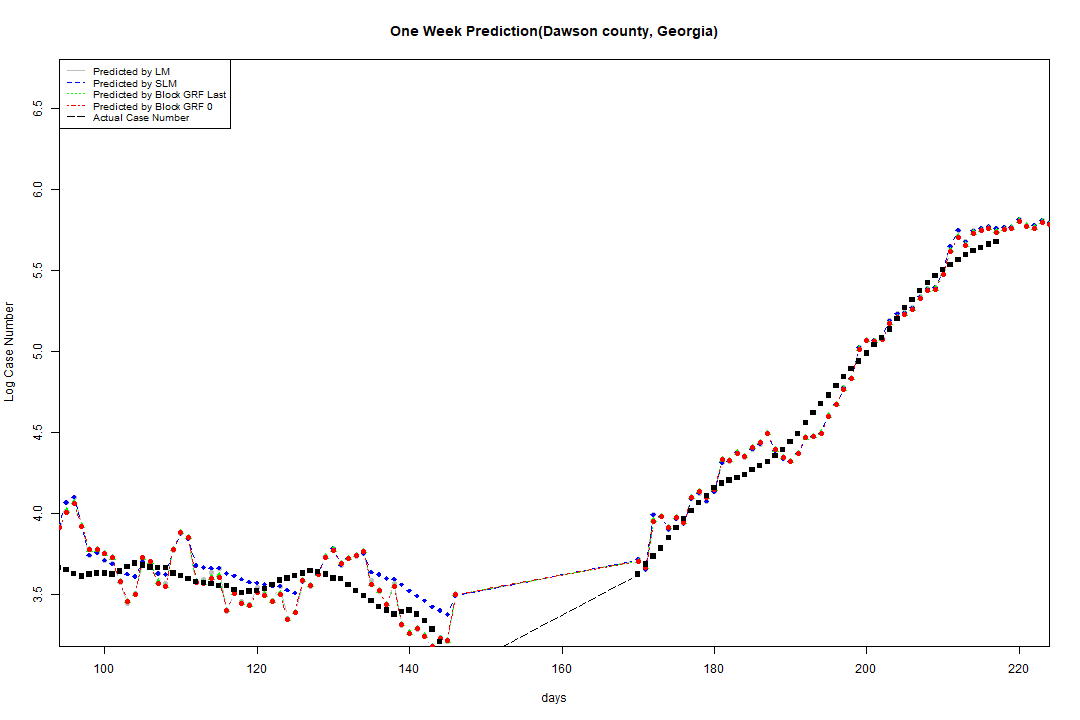 One Week Prediction(Dawson county, Georgia)
Predicted by LM
Predicted by SLM
Predicted by Block GRF Last
Predicted by Block GRF 0
Actual Case Number
6.5
6.0
5.5
5.0
4.5
4.0
3.5
Log Case Number
100 120 140 160 180 200 220
days